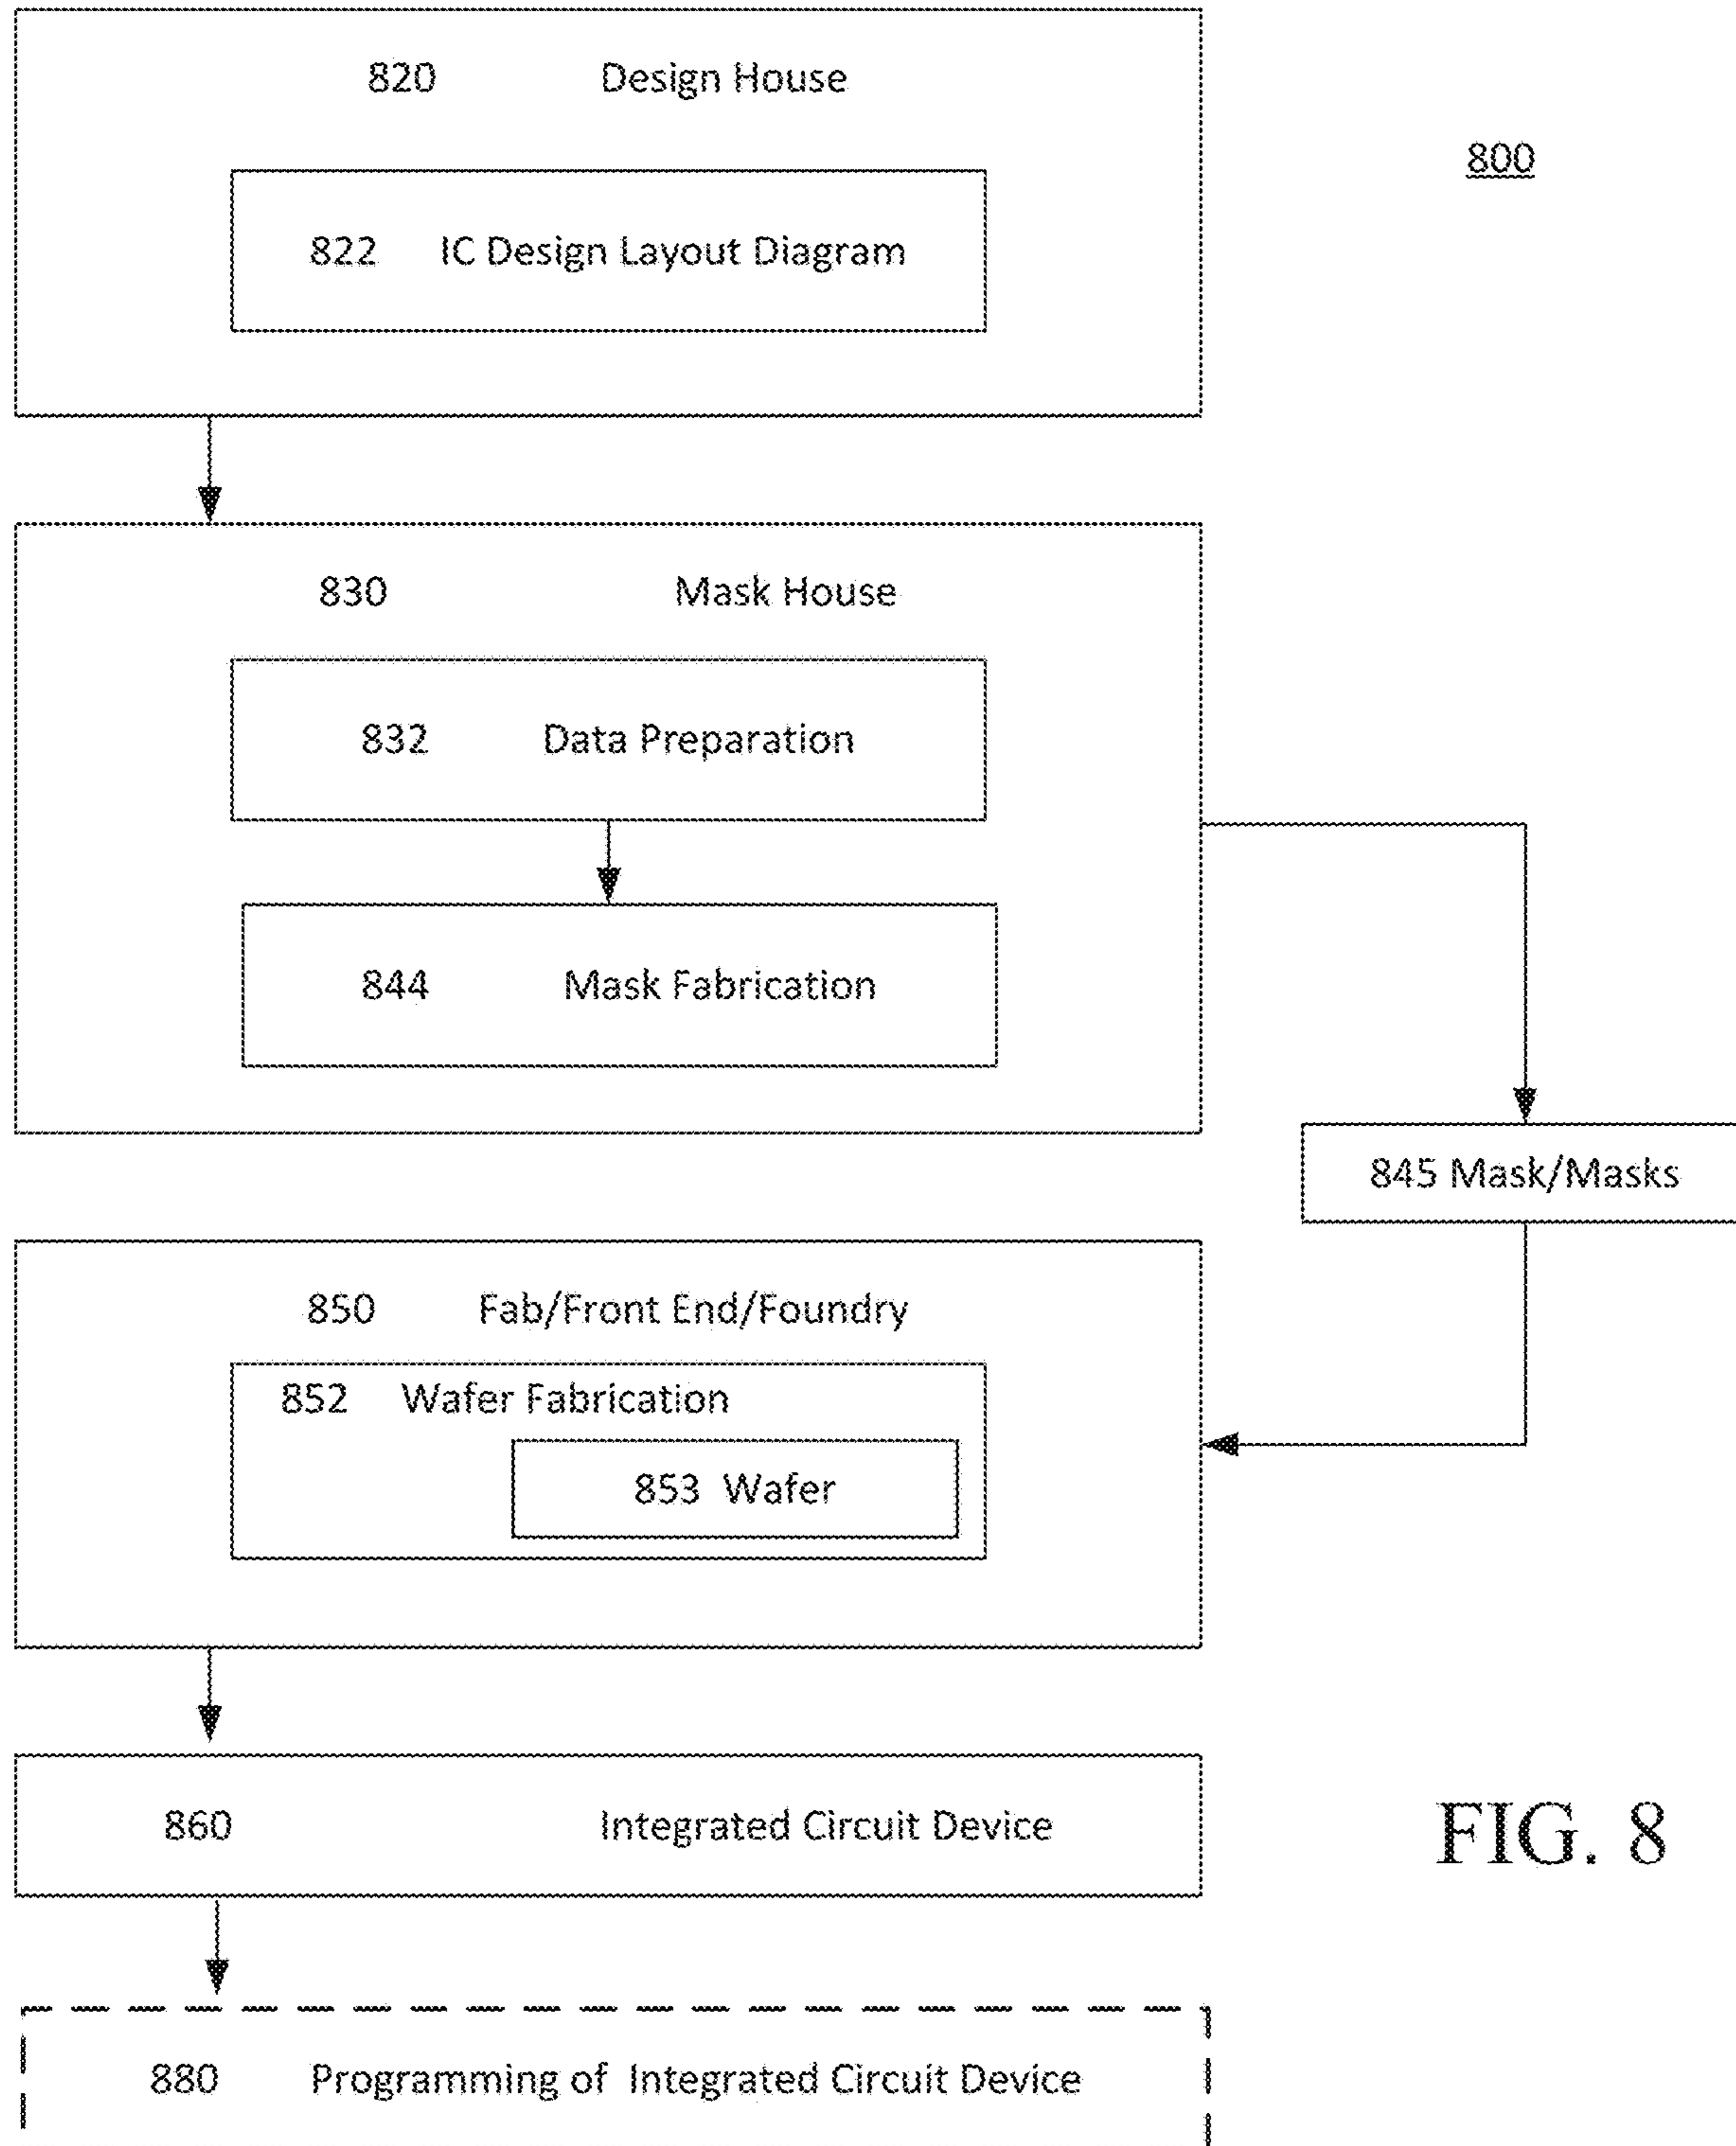 820 Design House
800
822 IC Design Layout Diagram
830 Mask House
832 Data Preparation
844 Mask Fabrication
845 Mask/Masks
850 Fab/Front End/Foundry
852 Wafer Fabrication
853 Wafer
860 Integrated Circuit Device
FIG. 8
880 Programming of Integrated Circuit Device